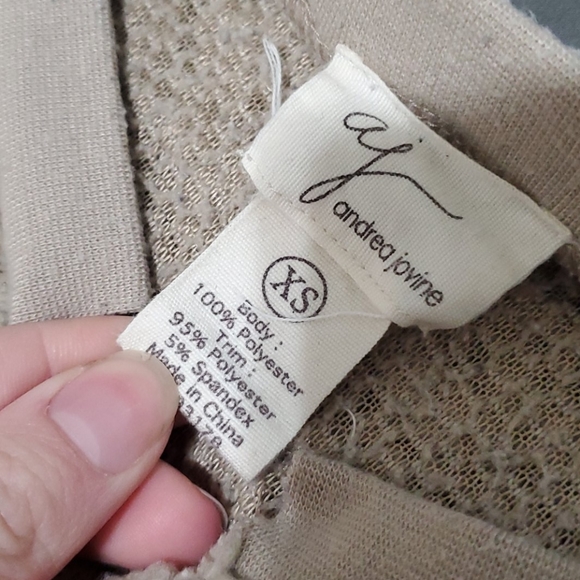 aj
andrea jovine
XS
Body :
100% Polyester
Trim :
95% Polyester
5% Spandex
Made in China